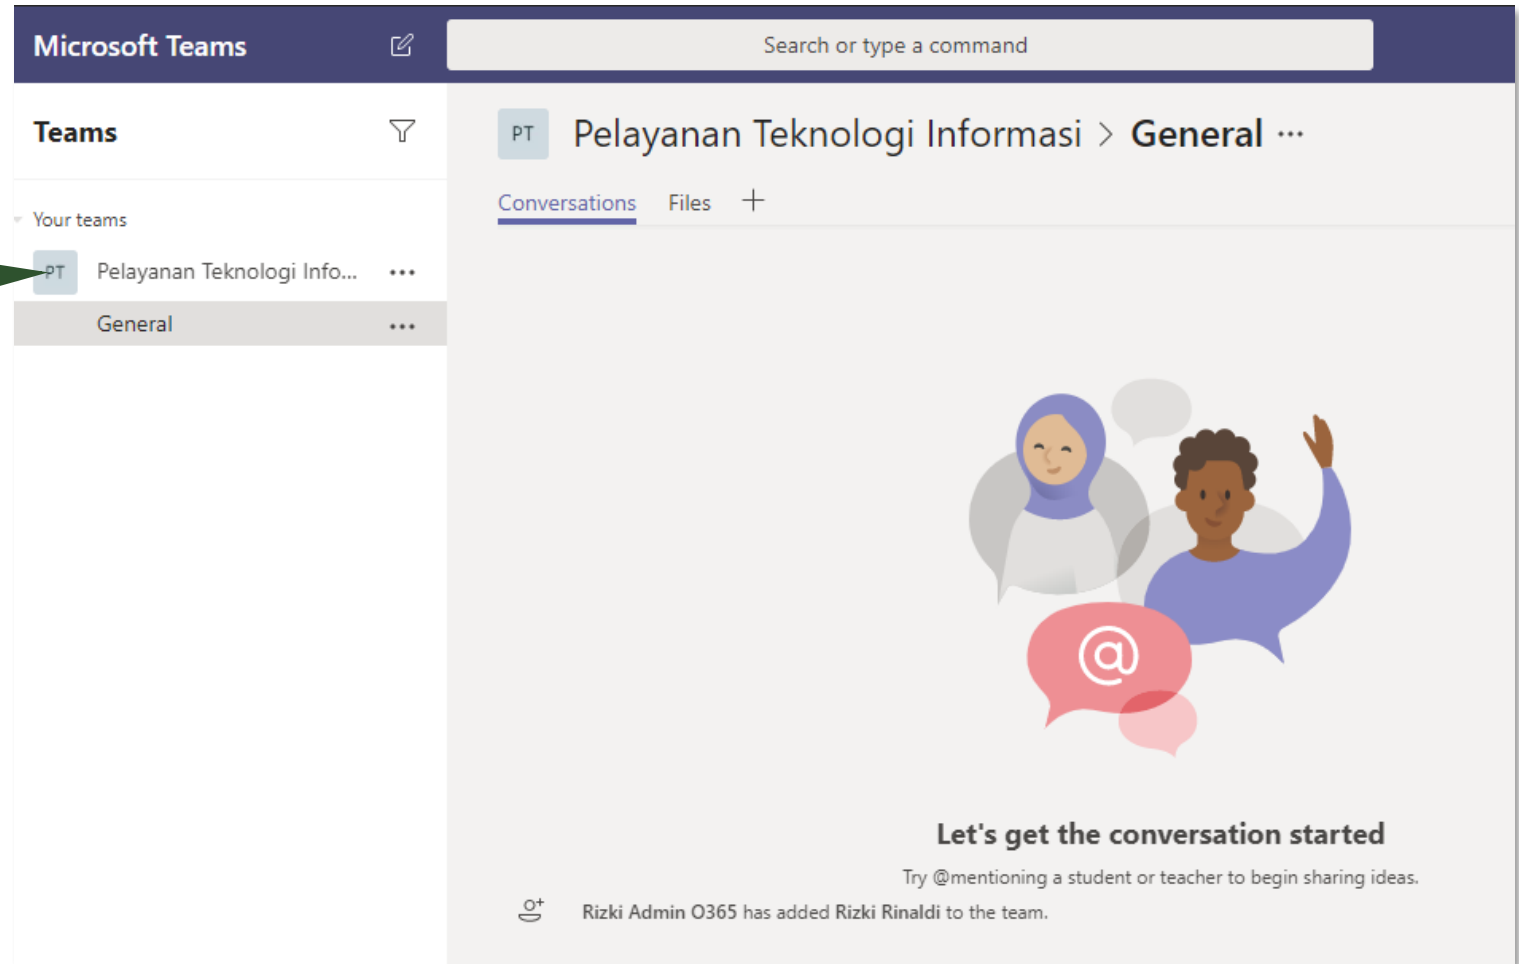 Microsoft Teams
Search or type a command
Teams
PT Pelayanan Teknologi Informasi > General ...
Conversations Files +
Your teams
PT Pelayanan Teknologi Info... ...
General ...
@
Let's get the conversation started
Try @mentioning a student or teacher to begin sharing ideas.
Rizki Admin O365 has added Rizki Rinaldi to the team.